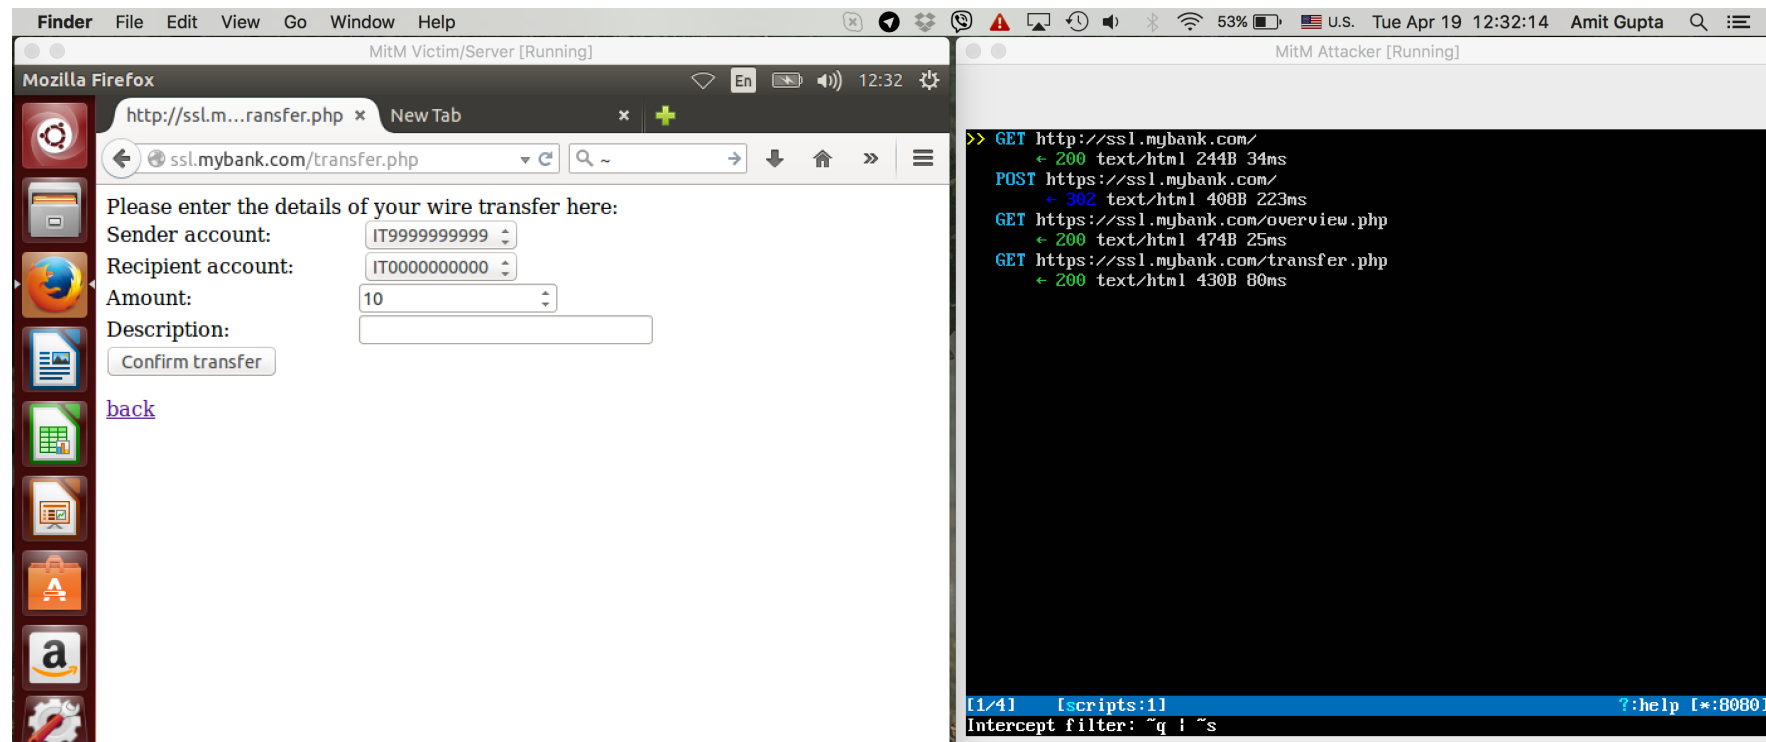 Finder File Edit View Go Window Help 53% U.S. Tue Apr 19 12:32:14 Amit Gupta
MitM Victim/Server [Running]
Mozilla Firefox En 12:32
http://ssl.m...ransfer.php × New Tab ×
ssl.mybank.com/transfer.php ~
Please enter the details of your wire transfer here:
Sender account: IT9999999999
Recipient account: IT0000000000
Amount: 10
Description:
Confirm transfer
back
A
a
MitM Attacker [Running]
>> GET http://ssl.mybank.com/
← 200 text/html 244B 34ms
POST https://ssl.mybank.com/
← 302 text/html 408B 223ms
GET https://ssl.mybank.com/overview.php
← 200 text/html 474B 25ms
GET https://ssl.mybank.com/transfer.php
← 200 text/html 430B 80ms
[1/4] [scripts:1] ?:help [*:8080]
Intercept filter: ~q | ~s